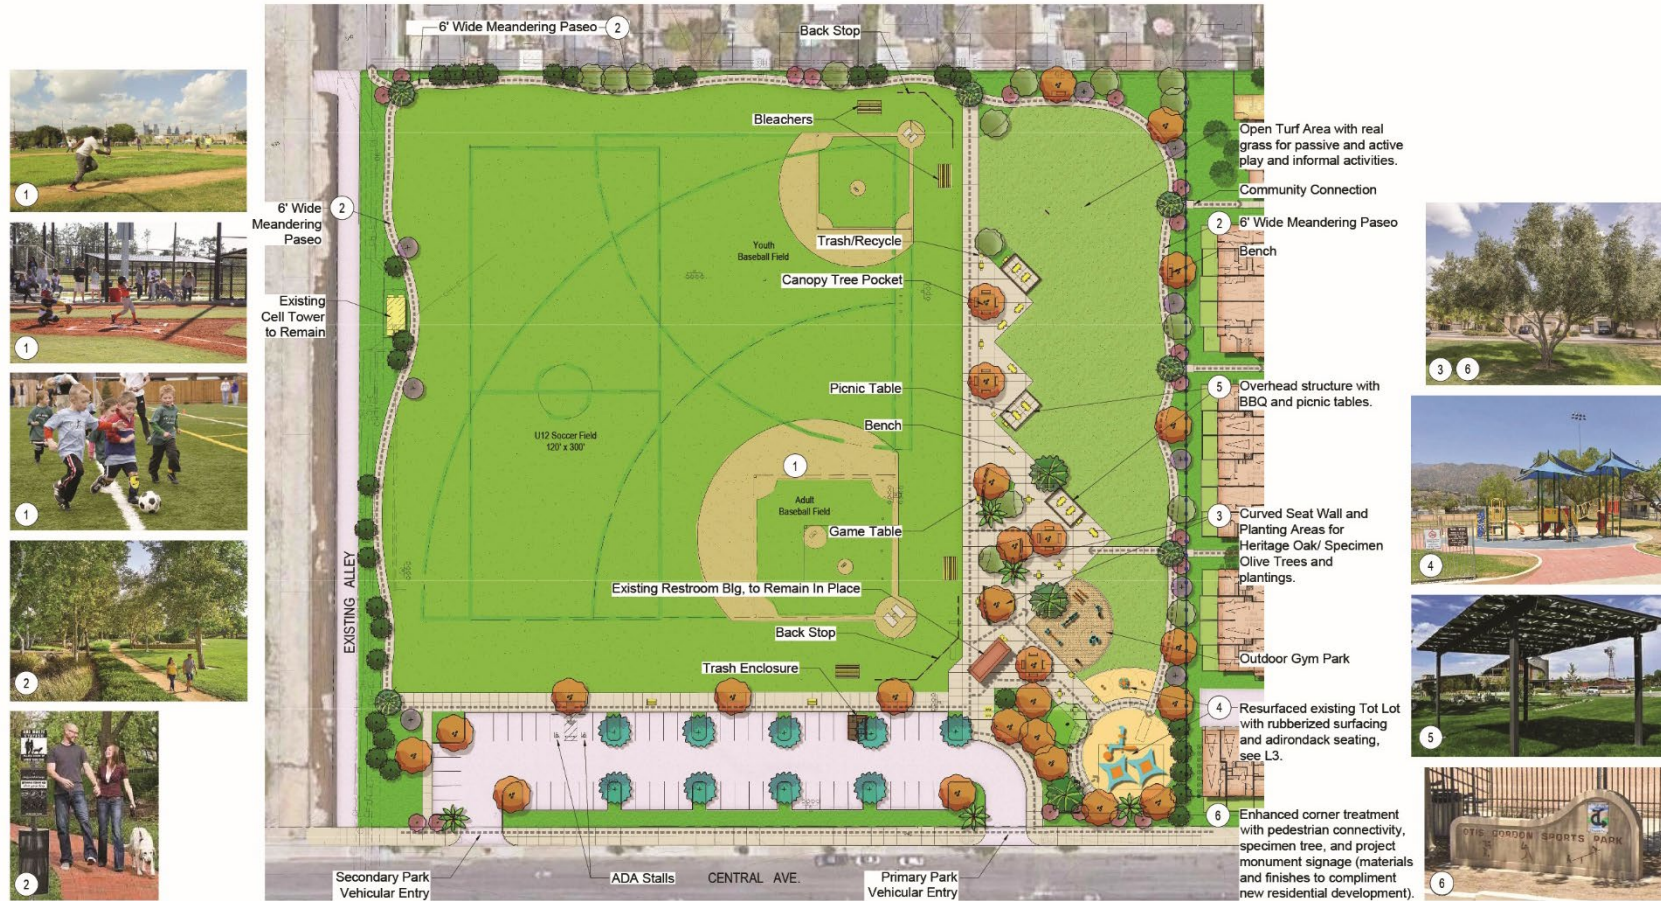 6' Wide Meandering Paseo
2
Back Stop
1
Bleachers
Open Turf Area with real
grass for passive and active
play and informal activities.
Community Connection
6' Wide
Meandering
Paseo
2
2
6' Wide Meandering Paseo
Bench
1
Youth
Baseball Field
Trash/Recycle
Canopy Tree Pocket
Existing
Cell Tower
to Remain
3
6
Picnic Table
5
Overhead structure with
BBQ and picnic tables.
Bench
U12 Soccer Field
120' x 300'
1
1
Adult
Baseball Field
Game Table
3
Curved Seat Wall and
Planting Areas for
Heritage Oak/ Specimen
Olive Trees and
plantings.
4
Existing Restroom Blg, to Remain In Place
EXISTING ALLEY
Back Stop
Trash Enclosure
Outdoor Gym Park
2
4
Resurfaced existing Tot Lot
with rubberized surfacing
and adirondack seating,
see L3.
5
6
Enhanced corner treatment
with pedestrian connectivity,
specimen tree, and project
monument signage (materials
and finishes to compliment
new residential development).
OTIS GORDON SPORTS PARK
6
2
Secondary Park
Vehicular Entry
ADA Stalls
CENTRAL AVE.
Primary Park
Vehicular Entry